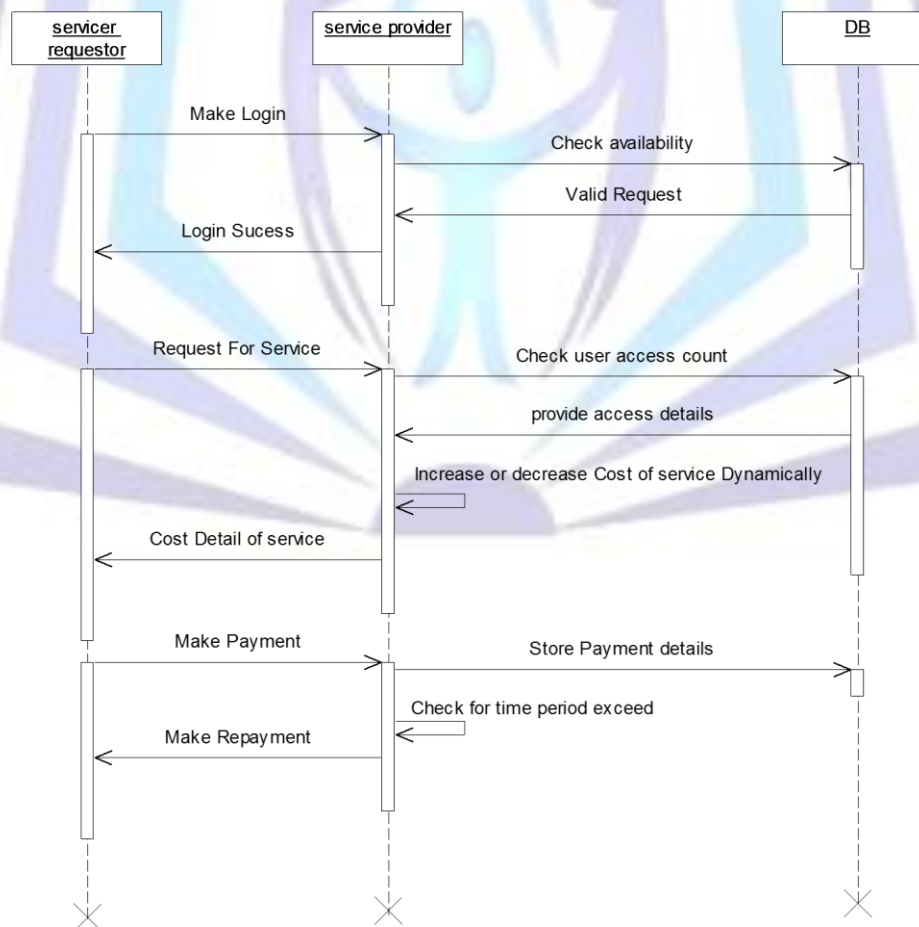 servicer
requestor
service provider
DB
Make Login
Check availability
Valid Request
Login Sucess
Request For Service
Check user access count
provide access details
Increase or decrease Cost of service Dynamically
Cost Detail of service
Make Payment
Store Payment details
Check for time period exceed
Make Repayment